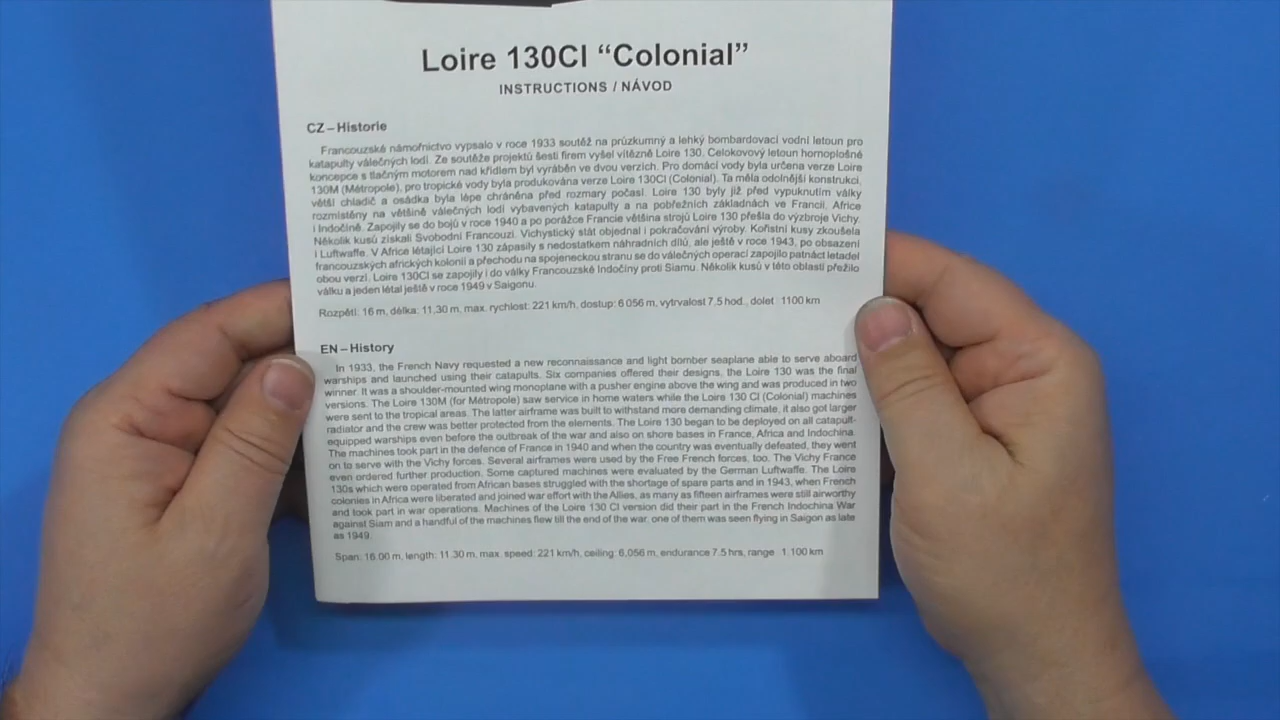 Loire 130Cl “Colonial”
INSTRUCTIONS / NÁVOD
CZ – Historie
Francouzské námořnictvo vypsalo v roce 1933 soutěž na průzkumný a lehký bombardovací vodní letoun pro
katapulty válečných lodí. Ze soutěže projektů šesti firem vyšel vítězně Loire 130. Celokovový letoun hornoplošné
koncepce s tlačným motorem nad křídlem byl vyráběn ve dvou verzích. Pro domácí vody byla určena verze Loire
130M (Métropole), pro tropické vody byla produkována verze Loire 130Cl (Colonial). Ta měla odolnější konstrukci,
větší chladič a osádka byla lépe chráněna před rozmary počasí. Loire 130 byly již před vypuknutím války
rozmístěny na většině válečných lodí vybavených katapulty a na pobřežních základnách ve Francii, Africe
i Indočíně. Zapojily se do bojů v roce 1940 a po porážce Francie většina strojů Loire 130 přešla do výzbroje Vichy.
Několik kusů získali Svobodní Francouzi. Vichystický stát objednal i pokračování výroby. Kořistní kusy zkoušela
i Luftwaffe. V Africe létající Loire 130 zápasily s nedostatkem náhradních dílů, ale ještě v roce 1943, po obsazení
francouzských afrických kolonií a přechodu na spojeneckou stranu se do válečných operací zapojilo patnáct letadel
obou verzí. Loire 130Cl se zapojily i do války Francouzské Indočíny proti Siamu. Několik kusů v této oblasti přežilo
válku a jeden létal ještě v roce 1949 v Saigonu.
Rozpětí: 16 m, délka: 11.30 m, max. rychlost: 221 km/h, dostup: 6 056 m, vytrvalost 7.5 hod., dolet 1100 km
EN – History
In 1933, the French Navy requested a new reconnaissance and light bomber seaplane able to serve aboard
warships and launched using their catapults. Six companies offered their designs, the Loire 130 was the final
winner. It was a shoulder-mounted wing monoplane with a pusher engine above the wing and was produced in two
versions. The Loire 130M (for Métropole) saw service in home waters while the Loire 130 Cl (Colonial) machines
were sent to the tropical areas. The latter airframe was built to withstand more demanding climate, it also got larger
radiator and the crew was better protected from the elements. The Loire 130 began to be deployed on all catapult-
equipped warships even before the outbreak of the war and also on shore bases in France, Africa and Indochina.
The machines took part in the defence of France in 1940 and when the country was eventually defeated, they went
on to serve with the Vichy forces. Several airframes were used by the Free French forces, too. The Vichy France
even ordered further production. Some captured machines were evaluated by the German Luftwaffe. The Loire
130s which were operated from African bases struggled with the shortage of spare parts and in 1943, when French
colonies in Africa were liberated and joined war effort with the Allies, as many as fifteen airframes were still airworthy
and took part in war operations. Machines of the Loire 130 Cl version did their part in the French Indochina War
against Siam and a handful of the machines flew till the end of the war, one of them was seen flying in Saigon as late
as 1949.
Span: 16.00 m, length: 11.30 m, max. speed: 221 km/h, ceiling: 6,056 m, endurance 7.5 hrs, range 1.100 km